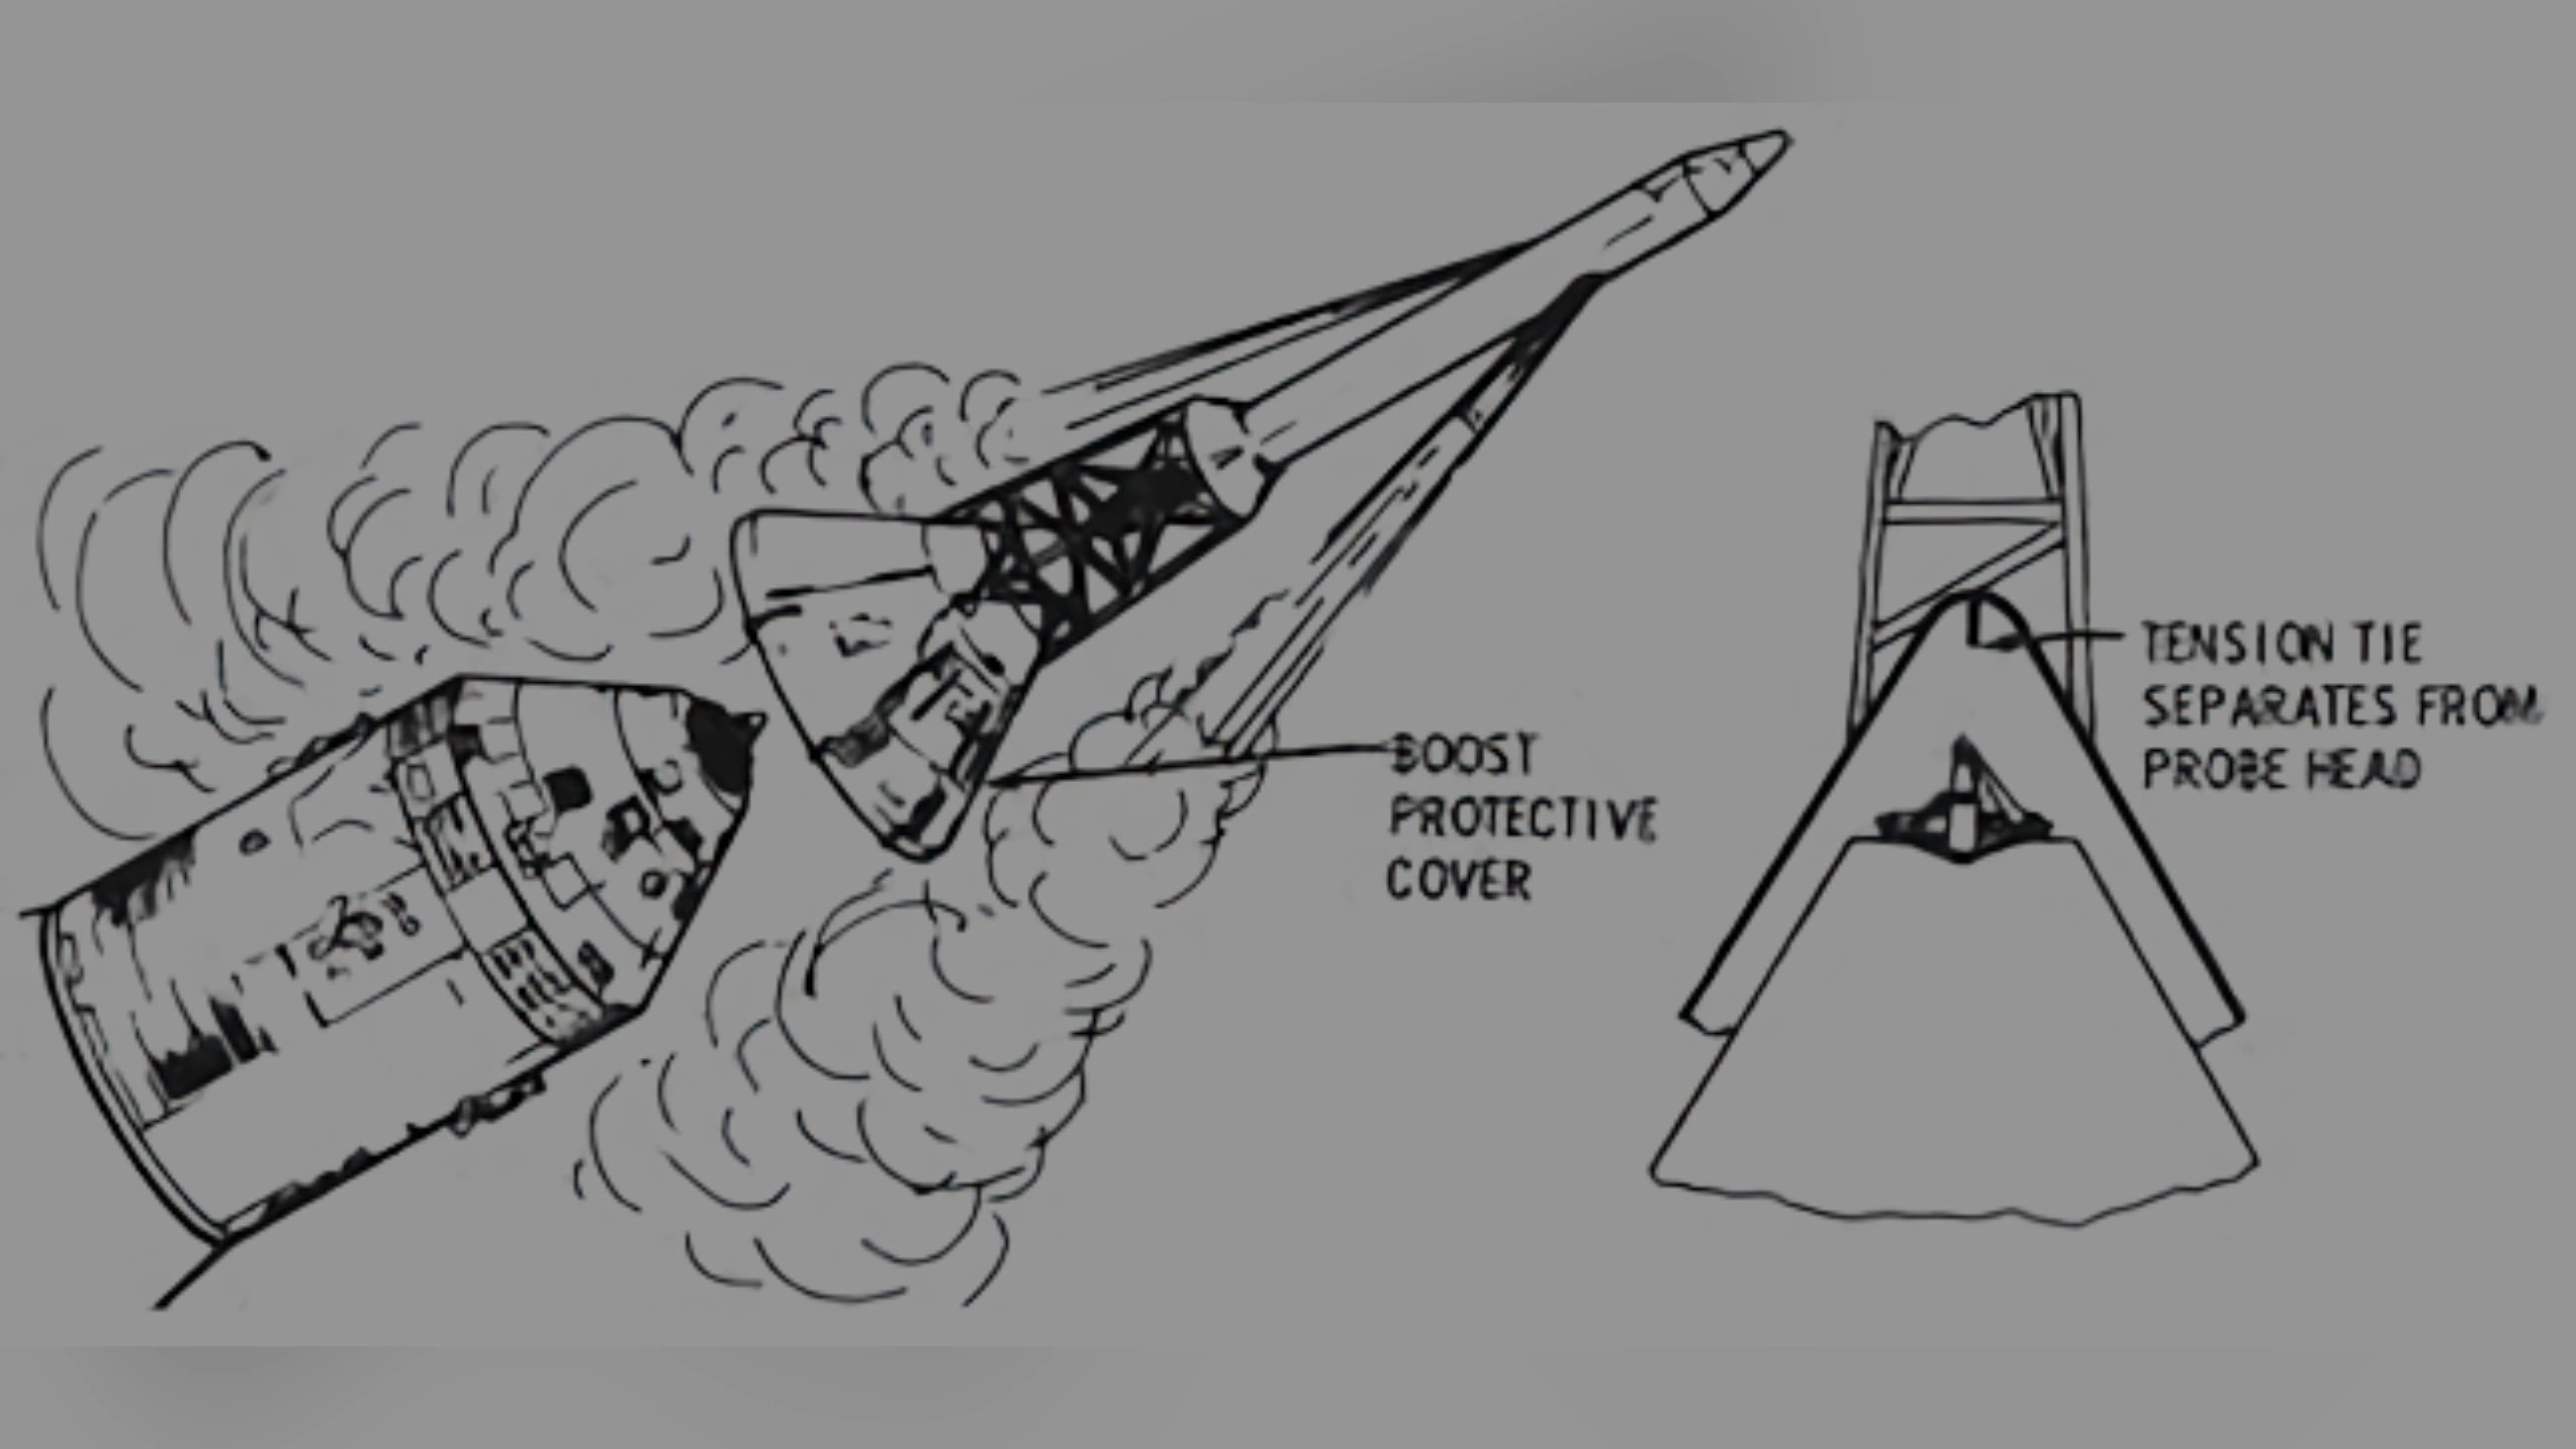 BOOST
PROTECTIVE
COVER
TENSION TIE
SEPARATES FROM
PROBE HEAD